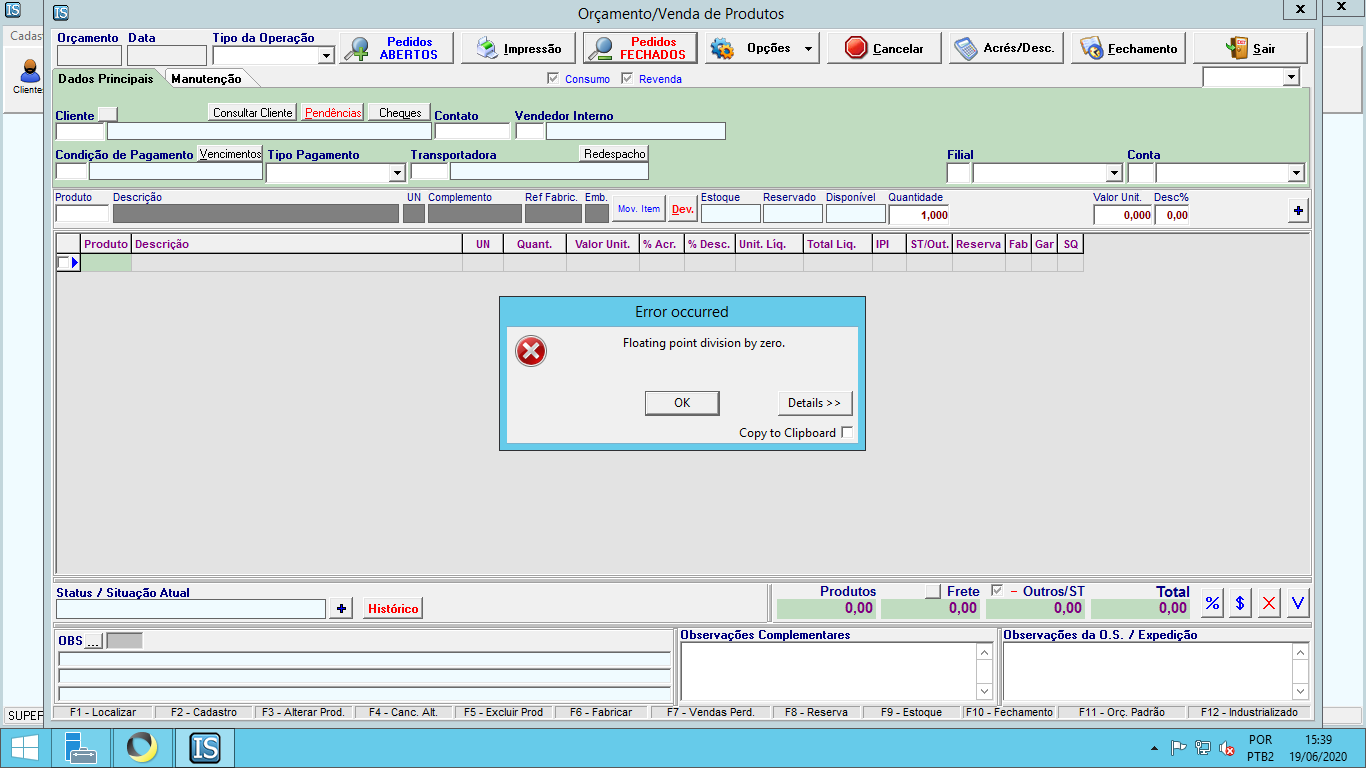 IS
IS
Orçamento/Venda de Produtos
X
X
Cadas
Orçamento
Data
Tipo da Operação
Pedidos
ABERTOS
Impressão
Pedidos
FECHADOS
Opções
Cancelar
Acrés/Desc.
Fechamento
Sair
Clientes
Dados Principais
Manutenção
Consumo
Revenda
Cliente
Consultar Cliente
Pendências
Cheques
Contato
Vendedor Interno
Condição de Pagamento
Vencimentos
Tipo Pagamento
Transportadora
Redespacho
Filial
Conta
Produto
Descrição
UN
Complemento
Ref Fabric.
Emb.
Mov. Item
Dev.
Estoque
Reservado
Disponível
Quantidade
1,000
Valor Unit.
0,000
Desc%
0,00
+
Produto
Descrição
UN
Quant.
Valor Unit.
% Acr.
% Desc.
Unit. Líq.
Total Liq.
IPI
ST/Out.
Reserva
Fab
Gar
SQ
Error occurred
Floating point division by zero.
OK
Details >>
Copy to Clipboard
Status / Situação Atual
+
Histórico
Produtos
0,00
Frete
0,00
– Outros/ST
0,00
Total
0,00
%
$
X
V
OBS
...
Observações Complementares
Observações da O.S. / Expedição
SUPEF
F1 - Localizar
F2 - Cadastro
F3 - Alterar Prod.
F4 - Canc. Alt.
F5 - Excluir Prod
F6 - Fabricar
F7 - Vendas Perd.
F8 - Reserva
F9 - Estoque
F10 - Fechamento
F11 - Orç. Padrão
F12 - Industrializado
IS
POR
PTB2
15:39
19/06/2020